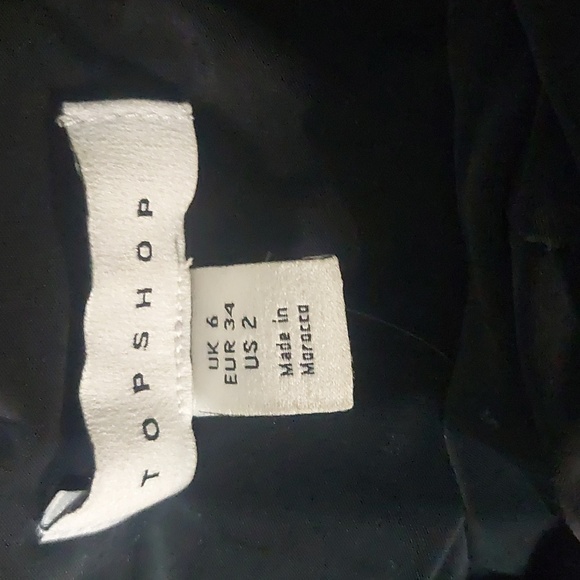 TOPSHOP
UK 6
EUR 34
US 2
Made in
Morocco